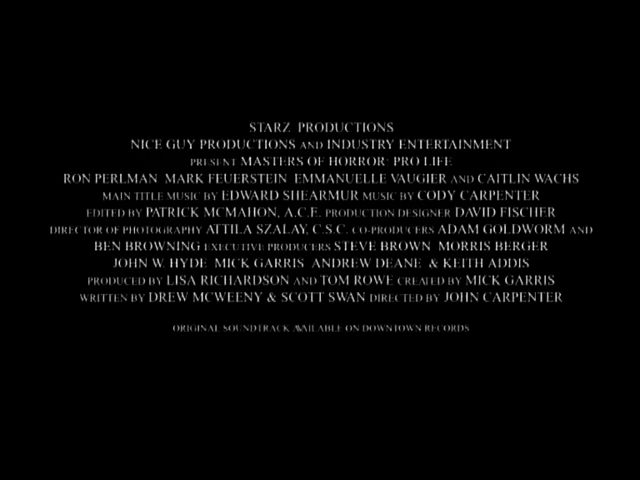 STARZ PRODUCTIONS
NICE GUY PRODUCTIONS AND INDUSTRY ENTERTAINMENT
PRESENT MASTERS OF HORROR: PRO LIFE
RON PERLMAN MARK FEUERSTEIN EMMANUELLE VAUGIER AND CAITLIN WACHS
MAIN TITLE MUSIC BY EDWARD SHEARMUR MUSIC BY CODY CARPENTER
EDITED BY PATRICK MCMAHON, A.C.E. PRODUCTION DESIGNER DAVID FISCHER
DIRECTOR OF PHOTOGRAPHY ATTILA SZALAY, C.S.C. CO-PRODUCERS ADAM GOLDWORM AND
BEN BROWNING EXECUTIVE PRODUCERS STEVE BROWN MORRIS BERGER
JOHN W. HYDE MICK GARRIS ANDREW DEANE & KEITH ADDIS
PRODUCED BY LISA RICHARDSON AND TOM ROWE CREATED BY MICK GARRIS
WRITTEN BY DREW MCWEENY & SCOTT SWAN DIRECTED BY JOHN CARPENTER
ORIGINAL SOUNDTRACK AVAILABLE ON DOWNTOWN RECORDS